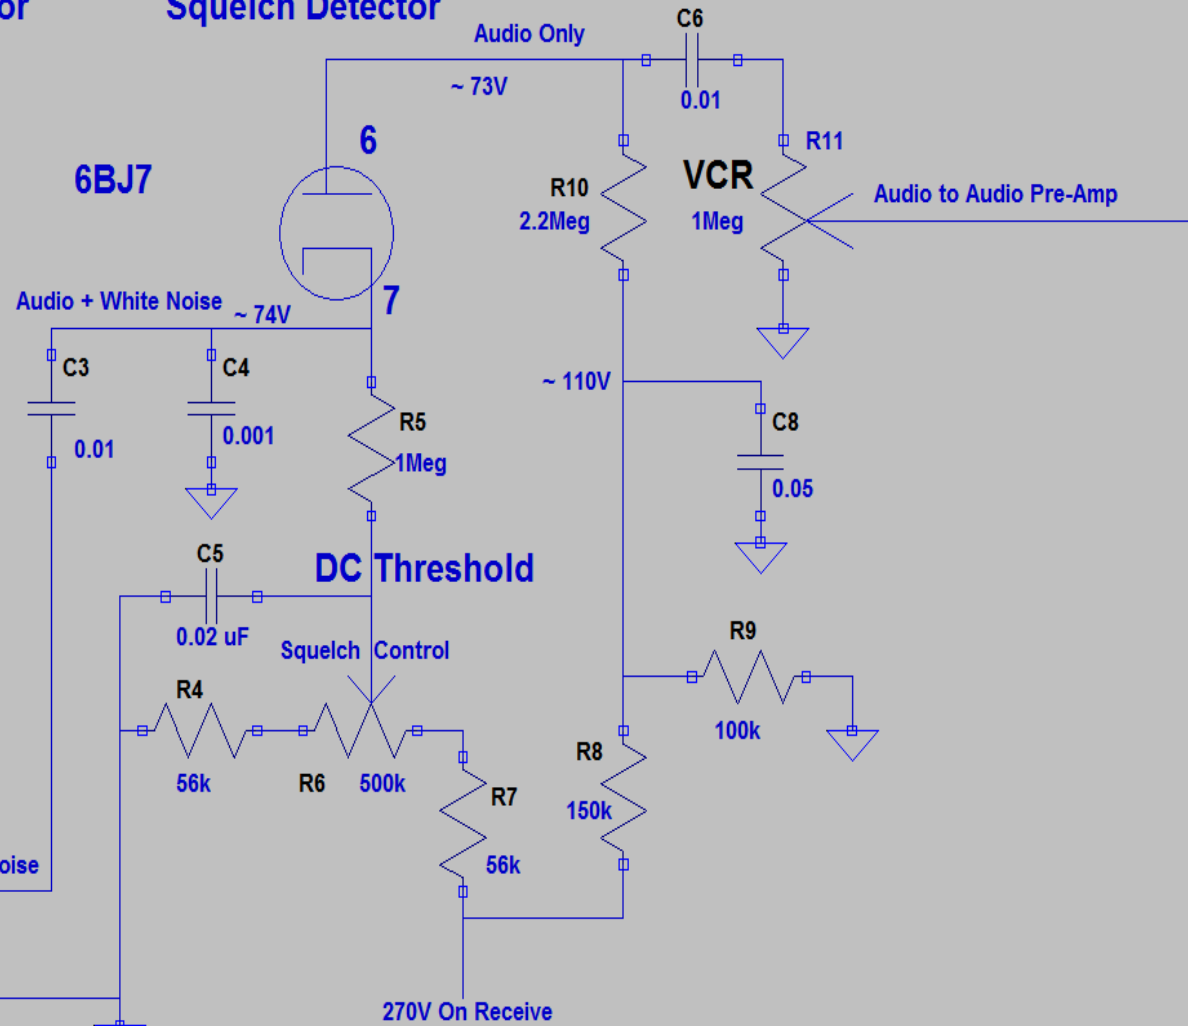 or
Squelch Detector
C6
Audio Only
~ 73V
0.01
6
R11
6BJ7
VCR
R10
2.2Meg
1Meg
Audio to Audio Pre-Amp
7
Audio + White Noise
~ 74V
C3
C4
~ 110V
0.01
0.001
R5
1Meg
C8
0.05
C5
DC Threshold
0.02 uF
Squelch Control
R9
R4
100k
56k
R6
500k
R7
R8
150k
56k
oise
270V On Receive